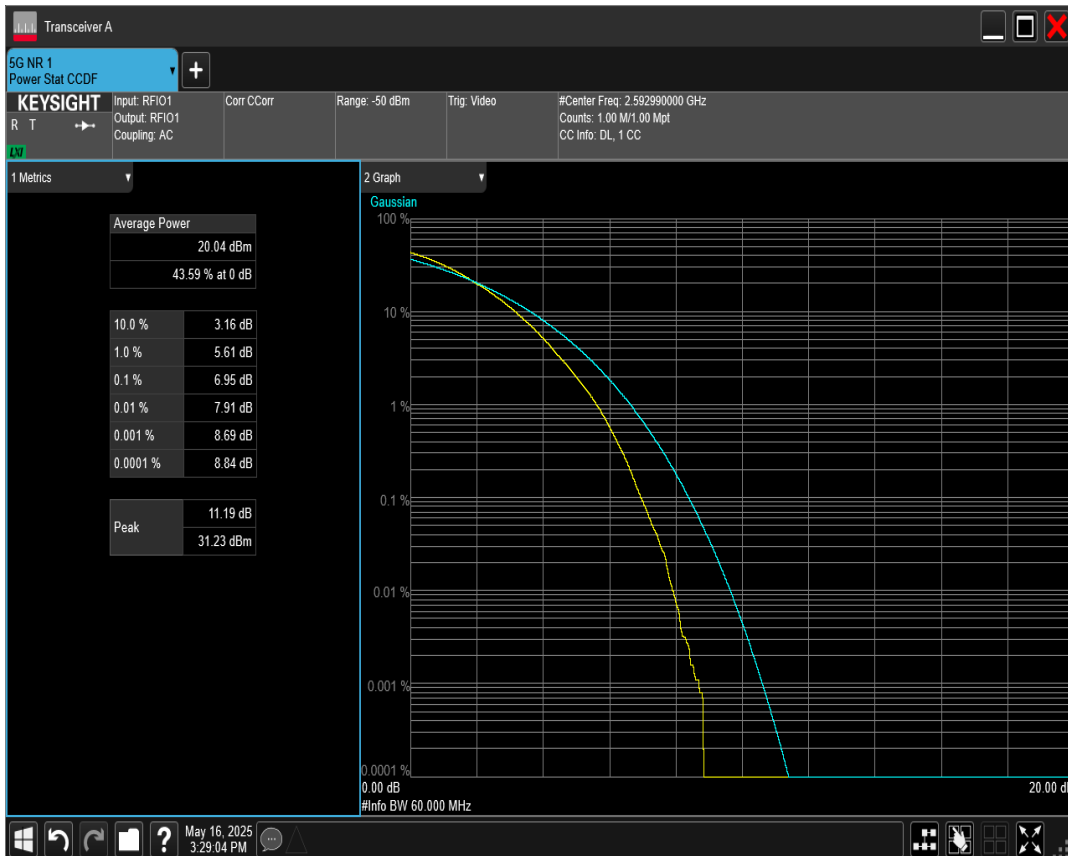 Transceiver A
5G NR 1
Power Stat CCDF
KEYSIGHT
R T
LXI
Input: RFIO1
Output: RFIO1
Coupling: AC
Corr CCorr
Range: -50 dBm
Trig: Video
#Center Freq: 2.592990000 GHz
Counts: 1.00 M/1.00 Mpt
CC Info: DL, 1 CC
1 Metrics
Average Power
20.04 dBm
43.59 % at 0 dB
10.0 % 3.16 dB
1.0 % 5.61 dB
0.1 % 6.95 dB
0.01 % 7.91 dB
0.001 % 8.69 dB
0.0001 % 8.84 dB
Peak
11.19 dB
31.23 dBm
2 Graph
Gaussian
100 %
10 %
1 %
0.1 %
0.01 %
0.001 %
0.0001 %
0.00 dB 20.00 dB
#Info BW 60.000 MHz
?
May 16, 2025
3:29:04 PM